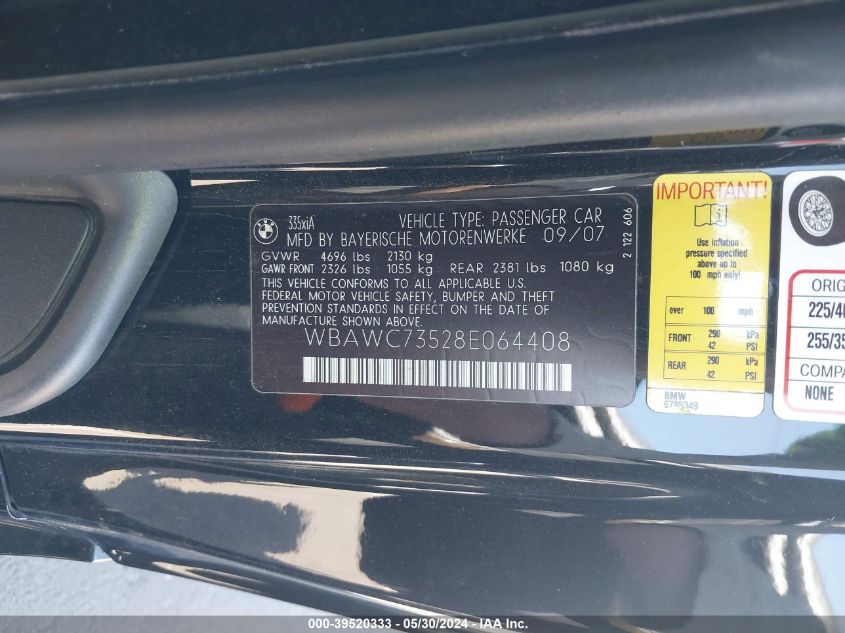 335xiA VEHICLE TYPE: PASSENGER CAR
MFD BY BAYERISCHE MOTORENWERKE 09/07
GVWR 4696 lbs 2130 kg
GAWR FRONT 2326 lbs 1055 kg REAR 2381 lbs 1080 kg
THIS VEHICLE CONFORMS TO ALL APPLICABLE U.S.
FEDERAL MOTOR VEHICLE SAFETY, BUMPER AND THEFT
PREVENTION STANDARDS IN EFFECT ON THE DATE OF
MANUFACTURE SHOWN ABOVE.
WBAWC73528E064408
2 122 606
IMPORTANT!
Use inflation
pressure specified
above up to
100 mph only!
over 100 mph
FRONT 290 kPa
42 PSI
REAR 290 kPa
42 PSI
BMW
ORIG
225/40
255/35
COMPA
NONE
000-39520333 - 05/30/2024 - IAA Inc.